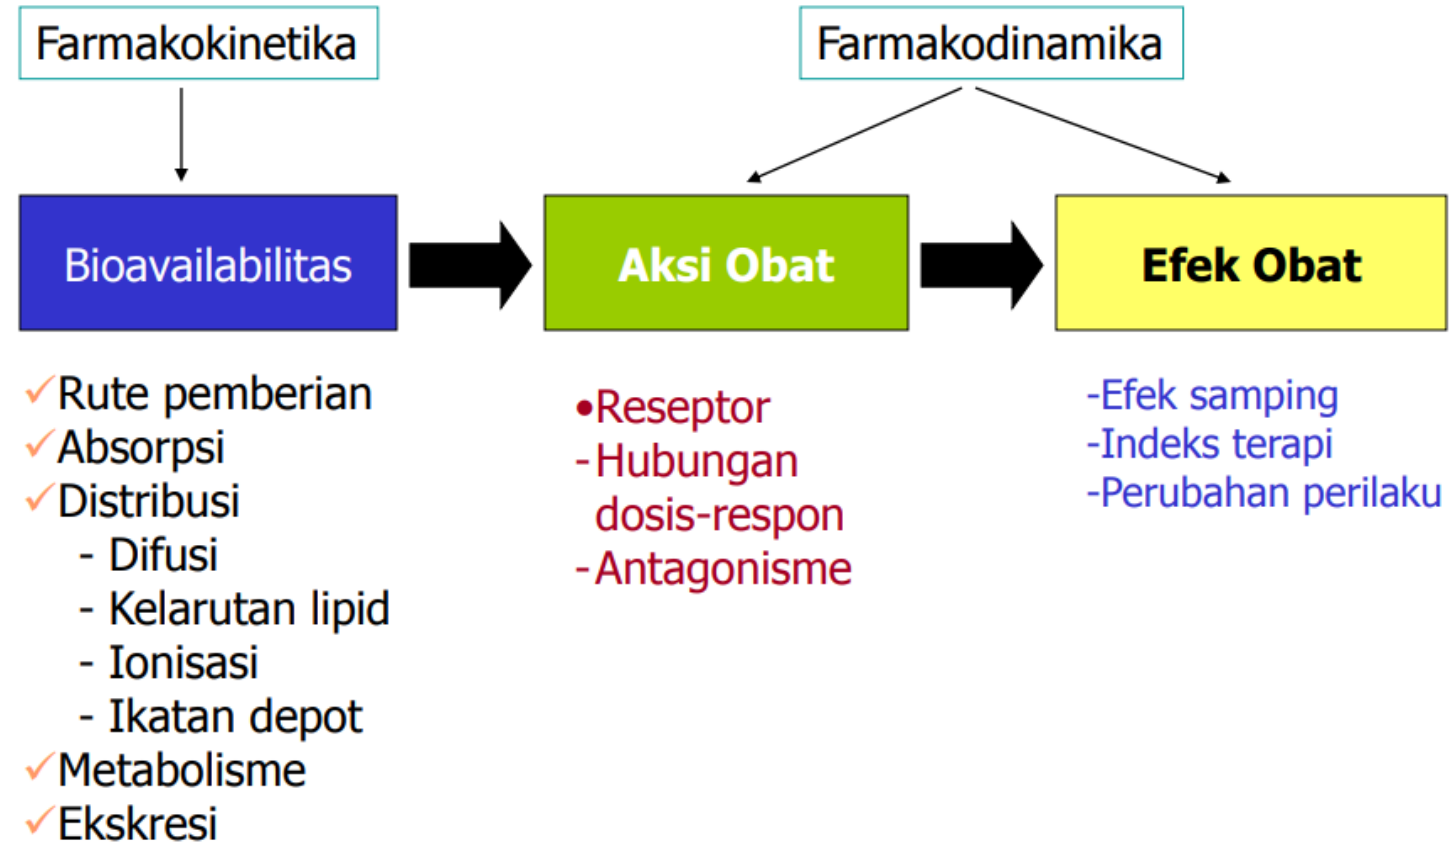 Farmakokinetika
Farmakodinamika
Bioavailabilitas
Aksi Obat
Efek Obat
✓Rute pemberian
✓Absorpsi
✓Distribusi
- Difusi
- Kelarutan lipid
- Ionisasi
- Ikatan depot
✓Metabolisme
✓Ekskresi
•Reseptor
-Hubungan
dosis-respon
-Antagonisme
-Efek samping
-Indeks terapi
-Perubahan perilaku